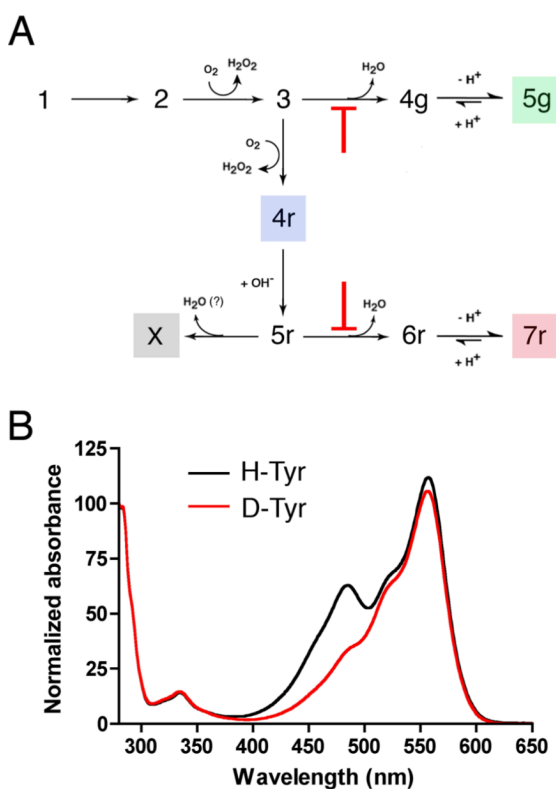 A
O₂ H₂O₂ H₂O - H⁺
1 2 3 4g 5g
+ H⁺
O₂
H₂O₂
4r
+ OH⁻
H₂O (?) H₂O - H⁺
X 5r 6r 7r
+ H⁺
B
125
100
75
50
25
0
Normalized absorbance
H-Tyr
D-Tyr
300 350 400 450 500 550 600 650
Wavelength (nm)